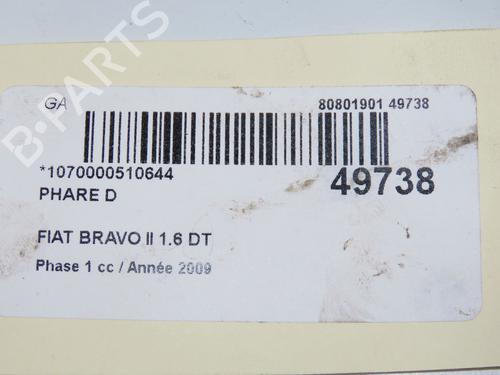 B-PARTS
GA
80801901 49738
*1070000510644
49738
PHARE D
FIAT BRAVO II 1.6 DT
Phase 1 cc / Année 2009